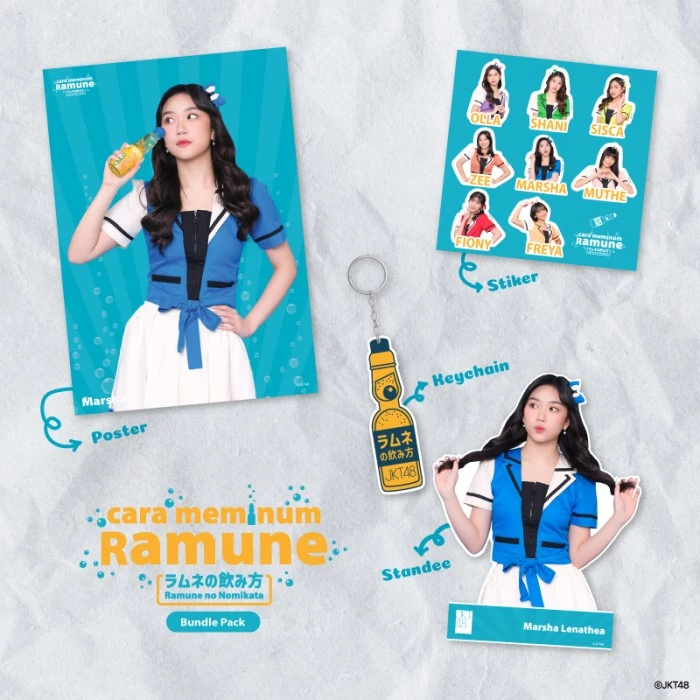 cara meminum
Ramune
Marsha
Poster
OLLA
SHANI
SISCA
ZEE
MARSHA
MUTHE
FIONY
FREYA
cara meminum
Ramune
Stiker
Keychain
ラムネ
の飲み方
JKT48
cara meminum
Ramune
ラムネの飲み方
Ramune no Nomikata
Bundle Pack
Standee
JKT48
Marsha Lenathea
©JKT48